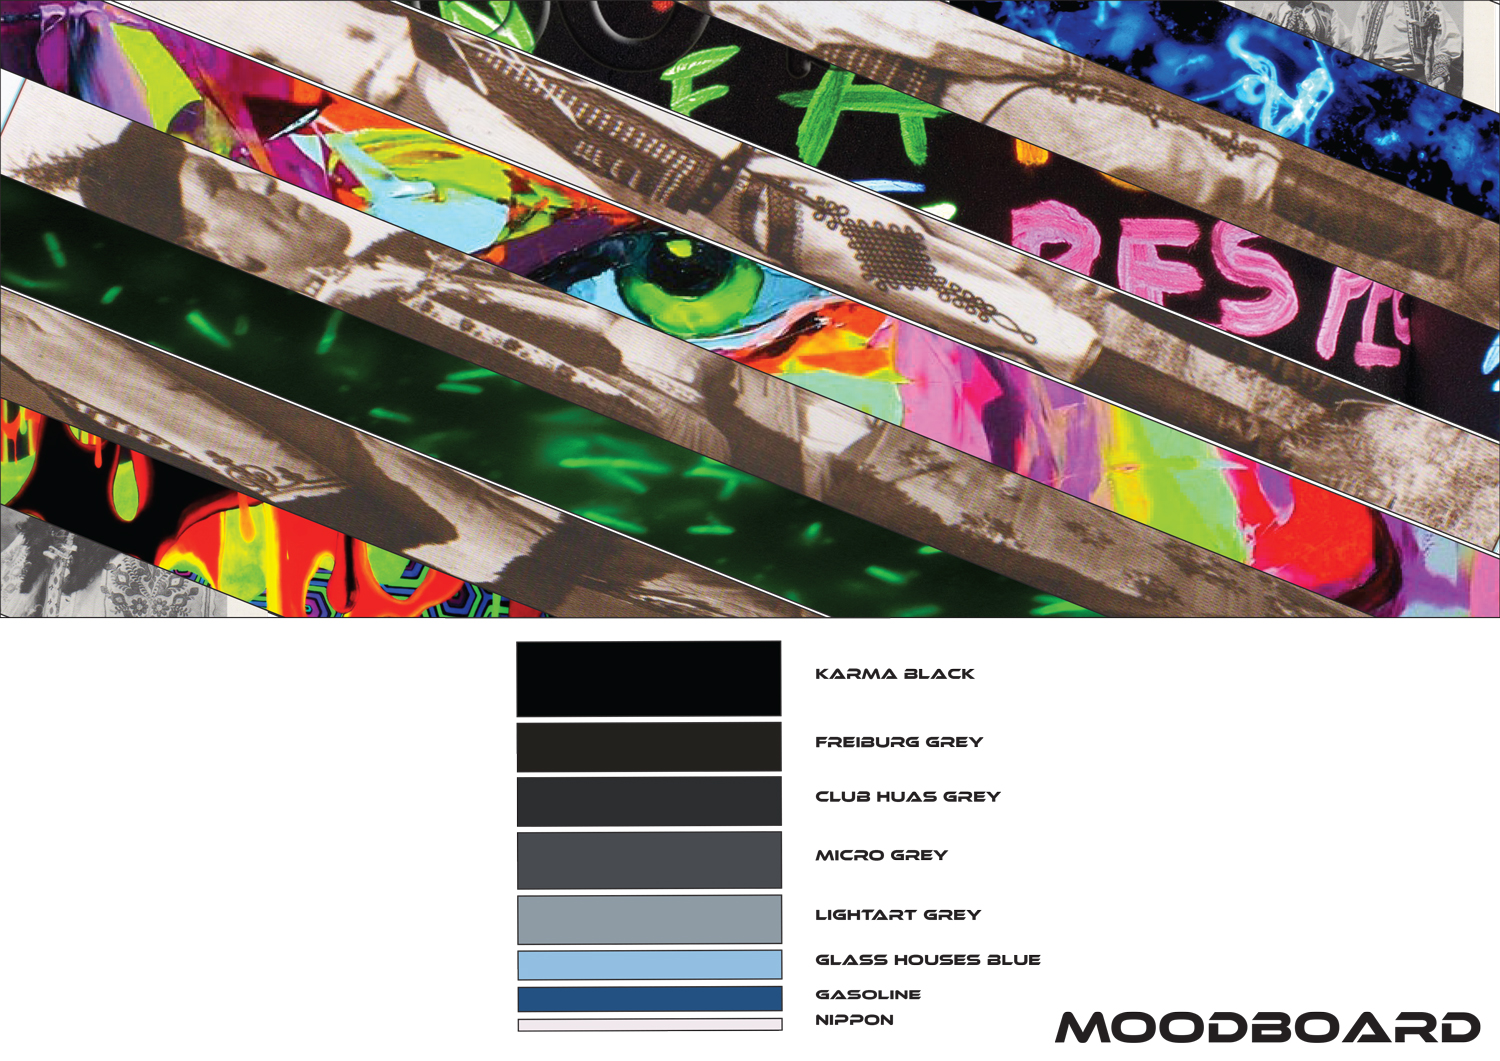 KARMA BLACK
FREIBURG GREY
CLUB HUAS GREY
MICRO GREY
LIGHTART GREY
GLASS HOUSES BLUE
GASOLINE
NIPPON
MOODBOARD